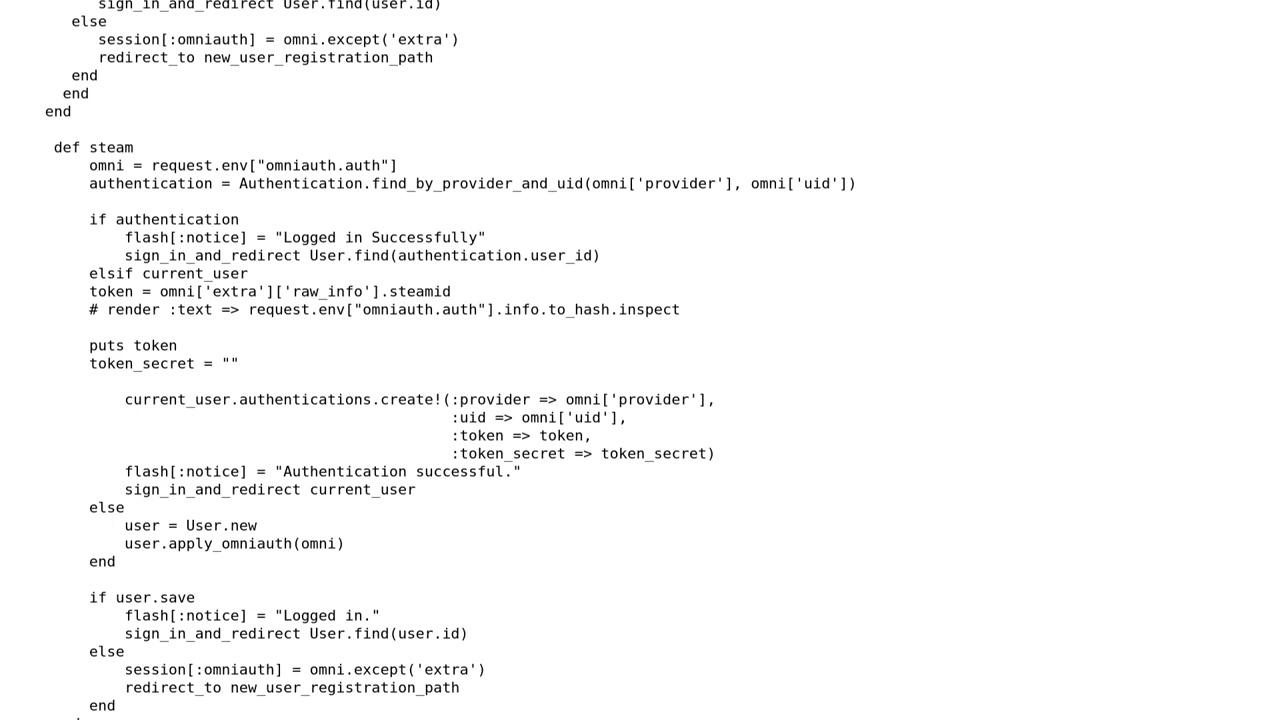 sign_in_and_redirect User.find(user.id)
else
session[:omniauth] = omni.except('extra')
redirect_to new_user_registration_path
end
end
end
def steam
omni = request.env["omniauth.auth"]
authentication = Authentication.find_by_provider_and_uid(omni['provider'], omni['uid'])
if authentication
flash[:notice] = "Logged in Successfully"
sign_in_and_redirect User.find(authentication.user_id)
elsif current_user
token = omni['extra']['raw_info'].steamid
# render :text => request.env["omniauth.auth"].info.to_hash.inspect
puts token
token_secret = ""
current_user.authentications.create!(:provider => omni['provider'],
:uid => omni['uid'],
:token => token,
:token_secret => token_secret)
flash[:notice] = "Authentication successful."
sign_in_and_redirect current_user
else
user = User.new
user.apply_omniauth(omni)
end
if user.save
flash[:notice] = "Logged in."
sign_in_and_redirect User.find(user.id)
else
session[:omniauth] = omni.except('extra')
redirect_to new_user_registration_path
end